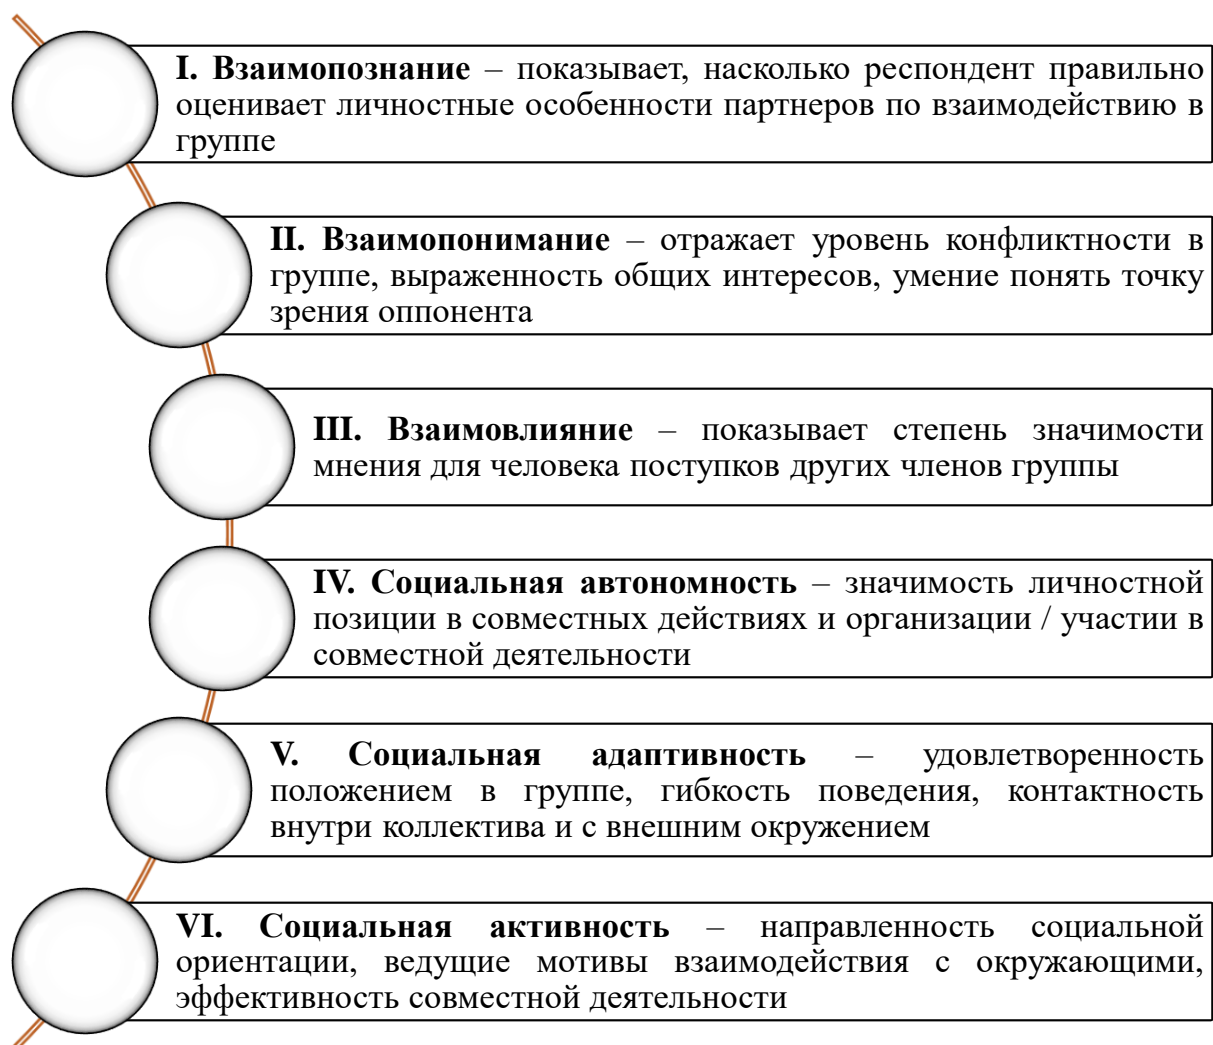 I. Взаимопознание – показывает, насколько респондент правильно
оценивает личностные особенности партнеров по взаимодействию в
группе
II. Взаимопонимание – отражает уровень конфликтности в
группе, выраженность общих интересов, умение понять точку
зрения оппонента
III. Взаимовлияние – показывает степень значимости
мнения для человека поступков других членов группы
IV. Социальная автономность – значимость личностной
позиции в совместных действиях и организации / участии в
совместной деятельности
V. Социальная адаптивность – удовлетворенность
положением в группе, гибкость поведения, контактность
внутри коллектива и с внешним окружением
VI. Социальная активность – направленность социальной
ориентации, ведущие мотивы взаимодействия с окружающими,
эффективность совместной деятельности